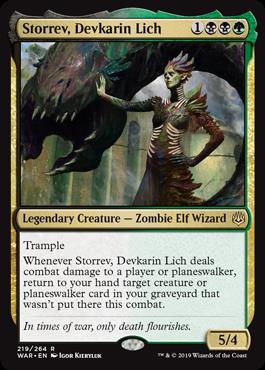 Storrev, Devkarin Lich 1
Legendary Creature — Zombie Elf Wizard
Trample
Whenever Storrev, Devkarin Lich deals
combat damage to a player or planeswalker,
return to your hand target creature or
planeswalker card in your graveyard that
wasn't put there this combat.
In times of war, only death flourishes.
5/4
219/264 R
WAR • EN Igor Kieryluk
™ & © 2019 Wizards of the Coast